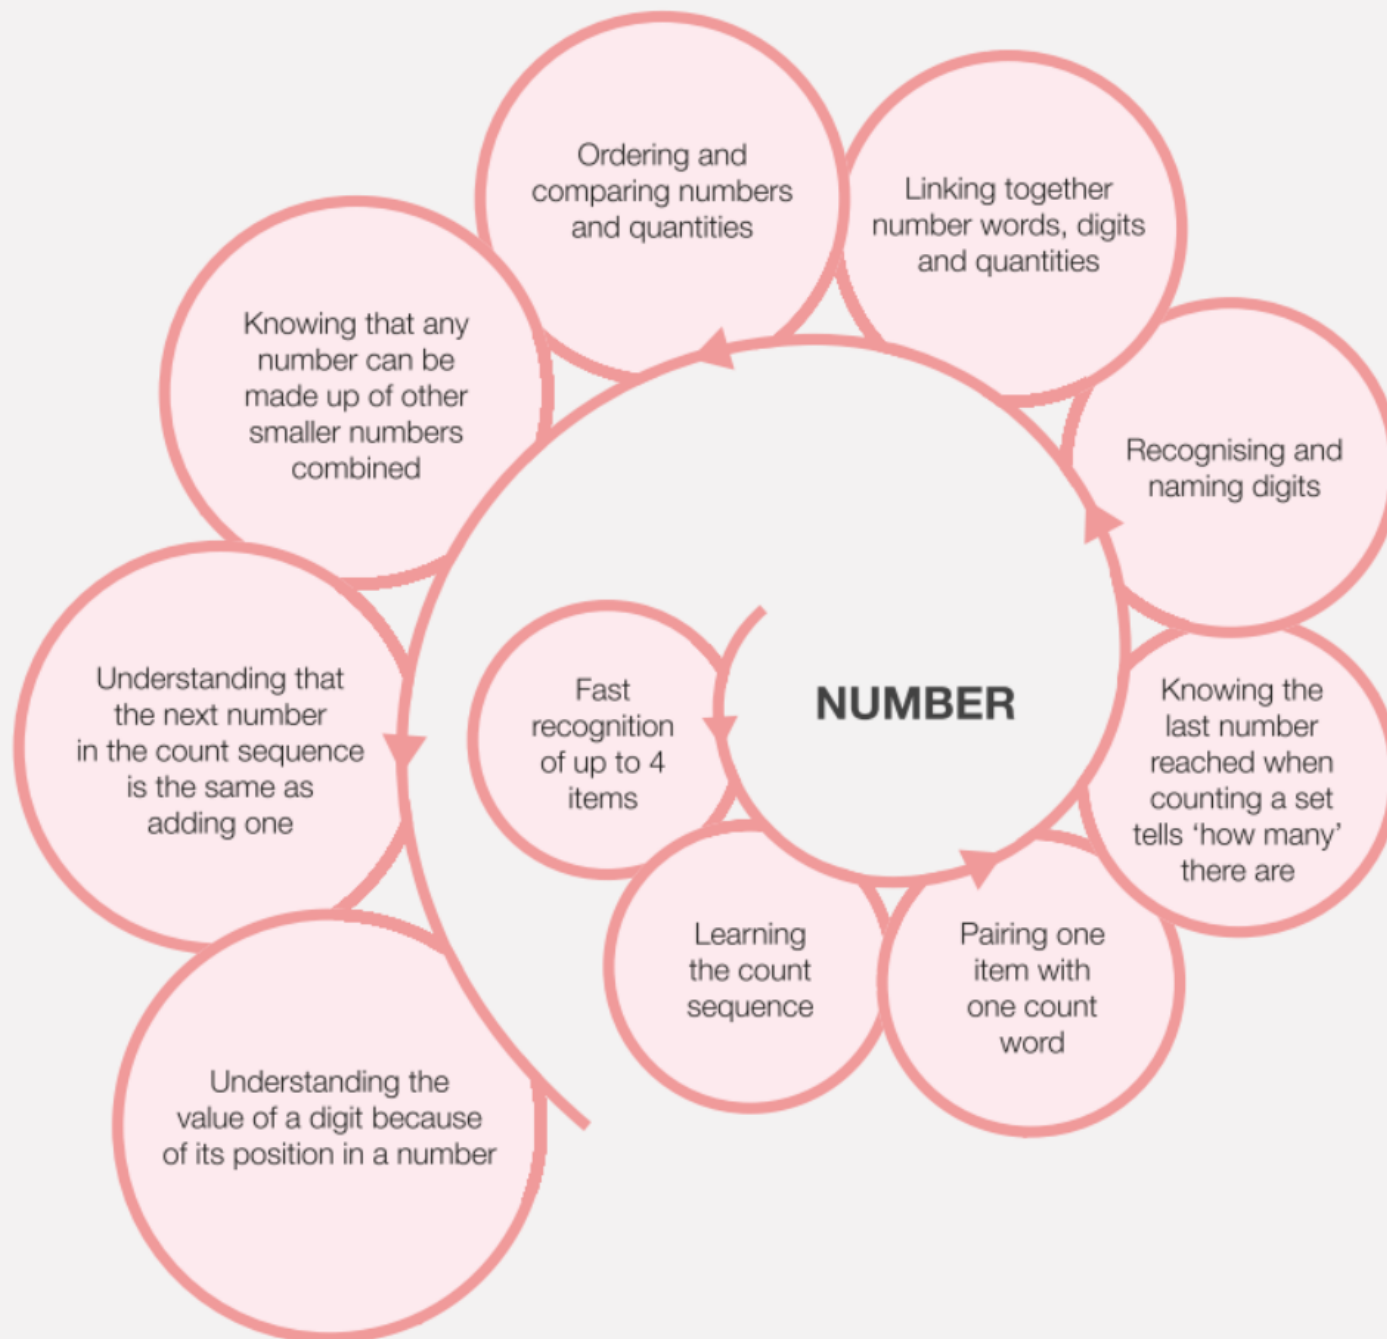 NUMBER
Fast
recognition
of up to 4
items
Learning
the count
sequence
Pairing one
item with
one count
word
Knowing the
last number
reached when
counting a set
tells ‘how many’
there are
Recognising and
naming digits
Linking together
number words, digits
and quantities
Ordering and
comparing numbers
and quantities
Knowing that any
number can be
made up of other
smaller numbers
combined
Understanding that
the next number
in the count sequence
is the same as
adding one
Understanding the
value of a digit because
of its position in a number